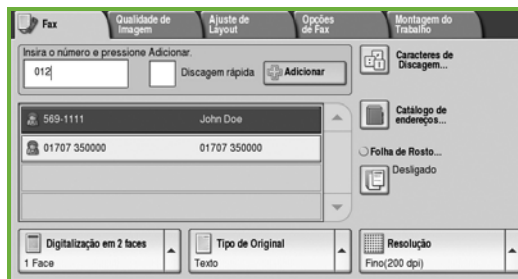 Fax
Qualidade de
Imagem
Ajuste de
Layout
Opções
de Fax
Montagem do
Trabalho
Insira o número e pressione Adicionar.
012
Discagem rápida
Adicionar
Caracteres de
Discagem...
569-1111 John Doe
01707 350000 01707 350000
Catálogo de
endereços...
Folha de Rosto...
Desligado
Digitalização em 2 faces
1 Face
Tipo de Original
Texto
Resolução
Fino(200 dpi)